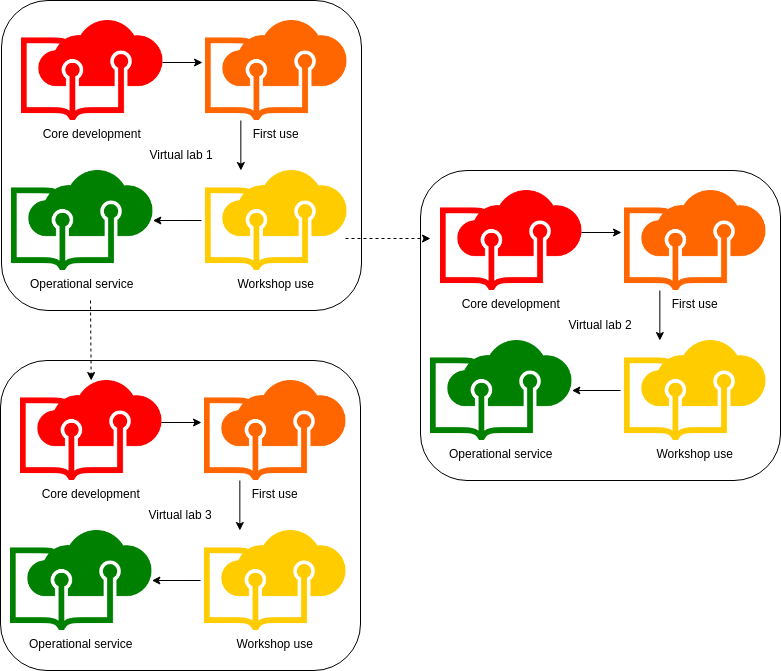 Core development
First use
Virtual lab 1
Operational service
Workshop use
Core development
First use
Virtual lab 2
Operational service
Workshop use
Core development
First use
Virtual lab 3
Operational service
Workshop use